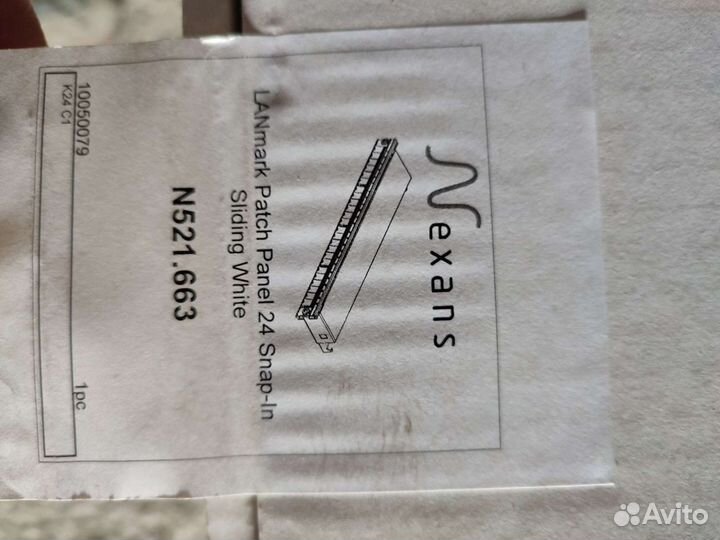 Nexans
LANmark Patch Panel 24 Snap-In
Sliding White
N521.663
10050079
K24 C1
1pc
Avito